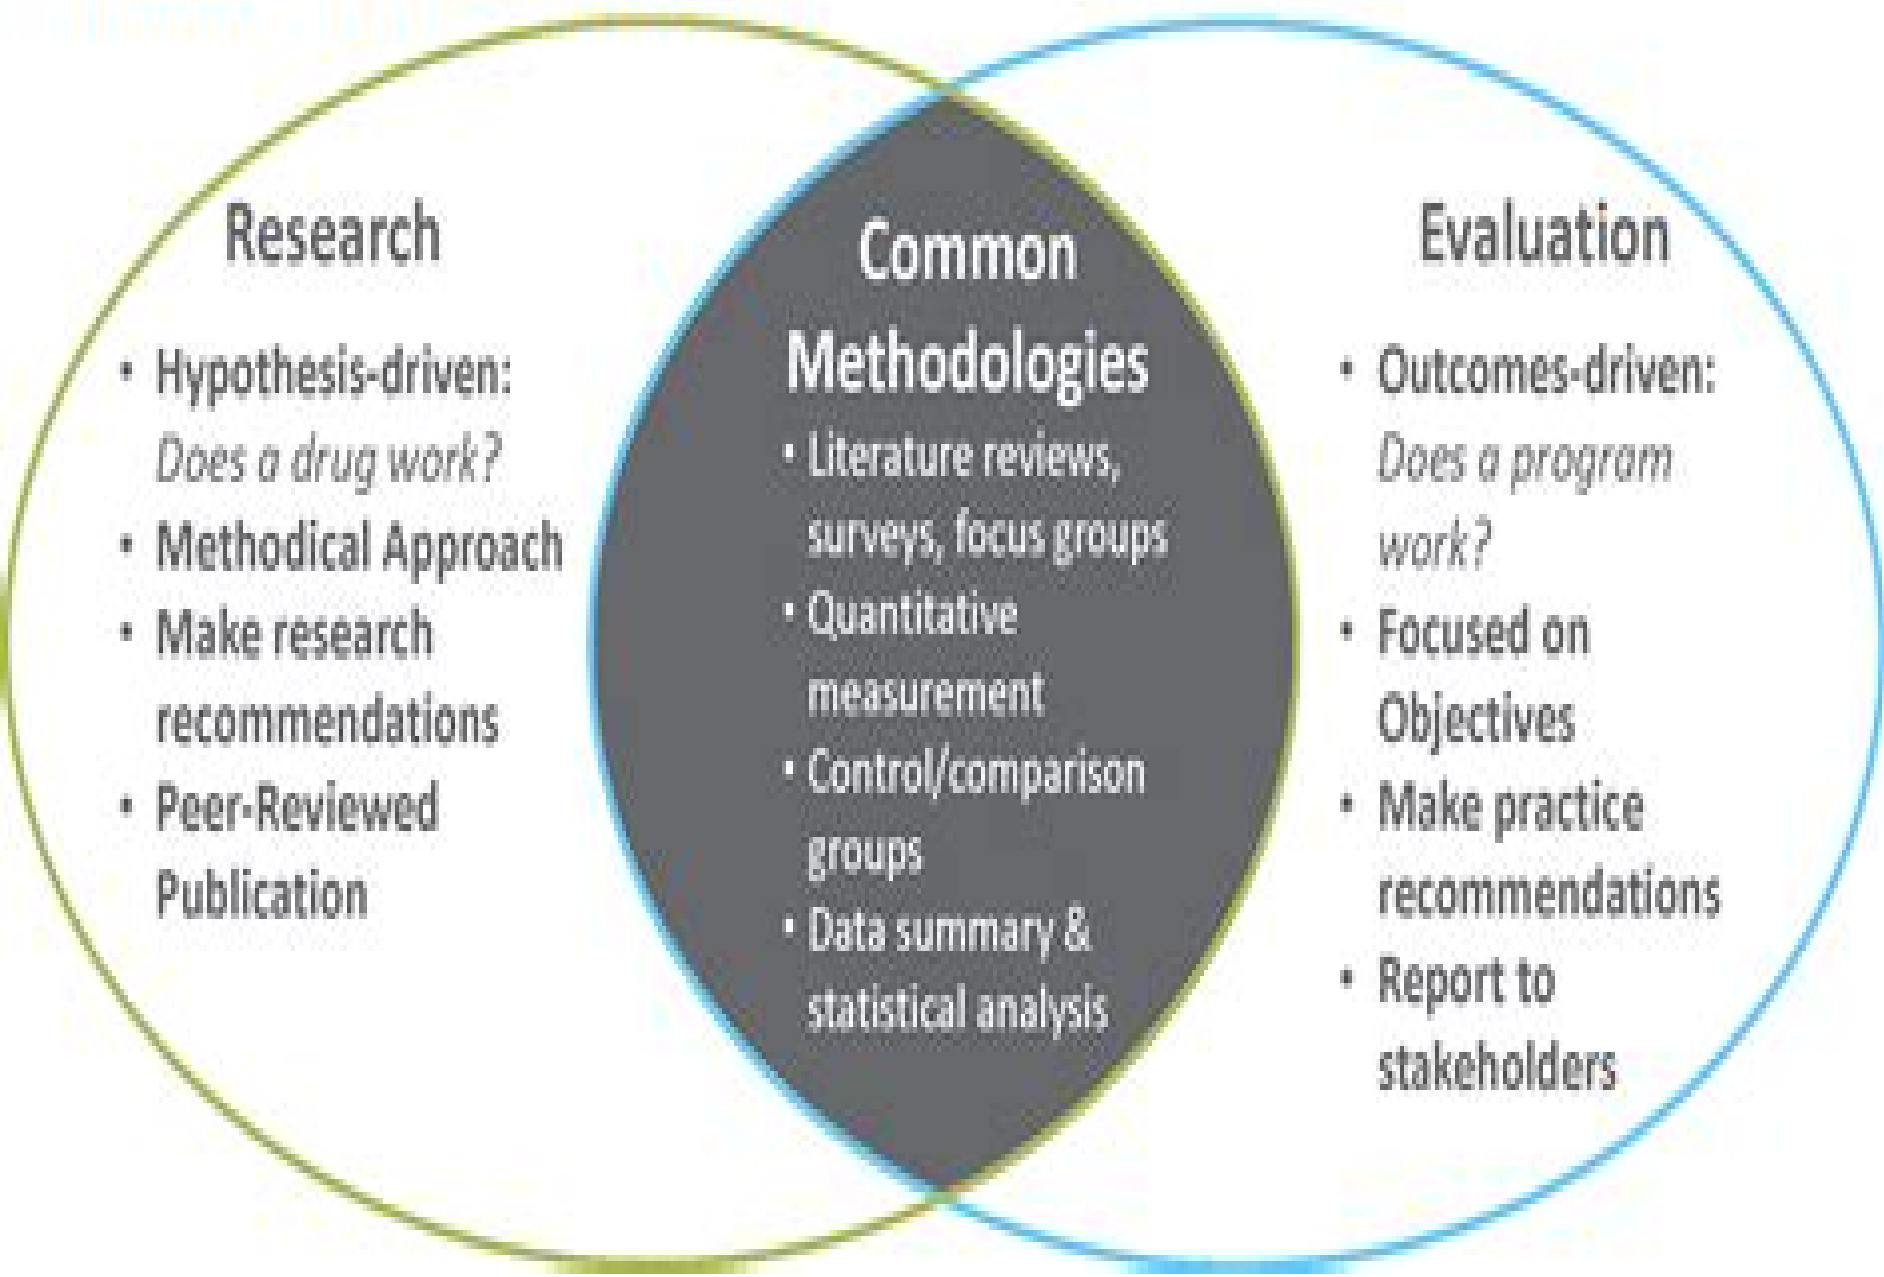 Research
• Hypothesis-driven:
Does a drug work?
• Methodical Approach
• Make research
recommendations
• Peer-Reviewed
Publication
Common
Methodologies
• Literature reviews,
surveys, focus groups
• Quantitative
measurement
• Control/comparison
groups
• Data summary &
statistical analysis
Evaluation
• Outcomes-driven:
Does a program
work?
• Focused on
Objectives
• Make practice
recommendations
• Report to
stakeholders